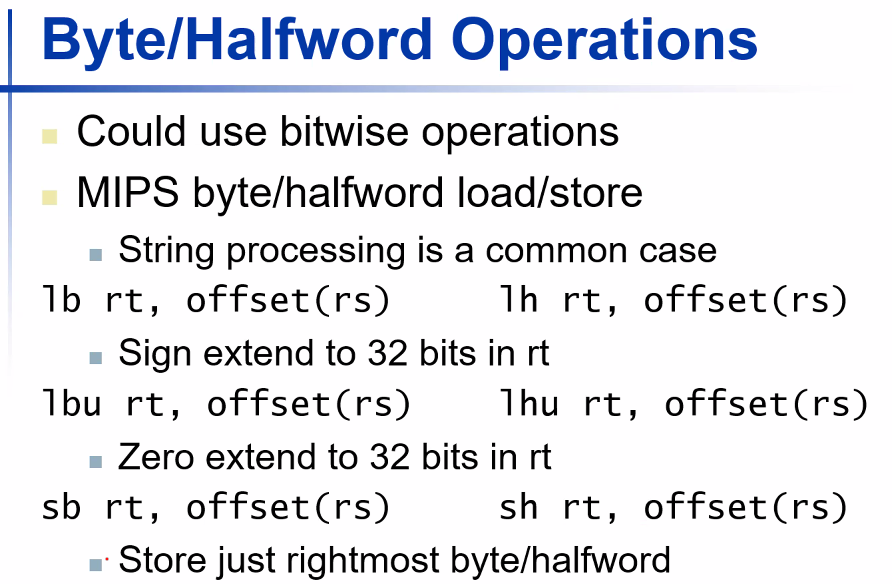 Byte/Halfword Operations
Could use bitwise operations
MIPS byte/halfword load/store
String processing is a common case
lb rt, offset(rs) lh rt, offset(rs)
Sign extend to 32 bits in rt
lbu rt, offset(rs) lhu rt, offset(rs)
Zero extend to 32 bits in rt
sb rt, offset(rs) sh rt, offset(rs)
Store just rightmost byte/halfword